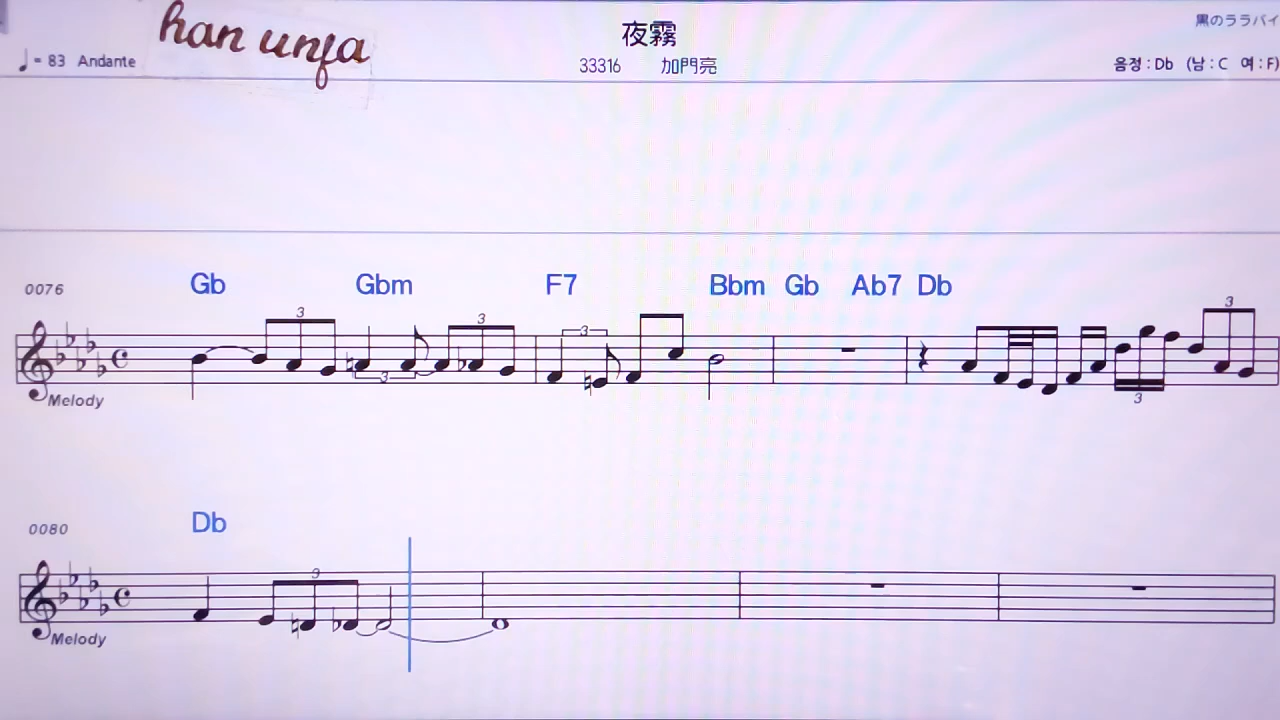 han unja
夜霧
黒のララバイ
♩= 83 Andante
33316 加門亮
음정 : Db (남 : C 여 : F)
0076
Gb Gbm F7 Bbm Gb Ab7 Db
3 3 3 3 3 3
Melody
0080
Db
3
Melody